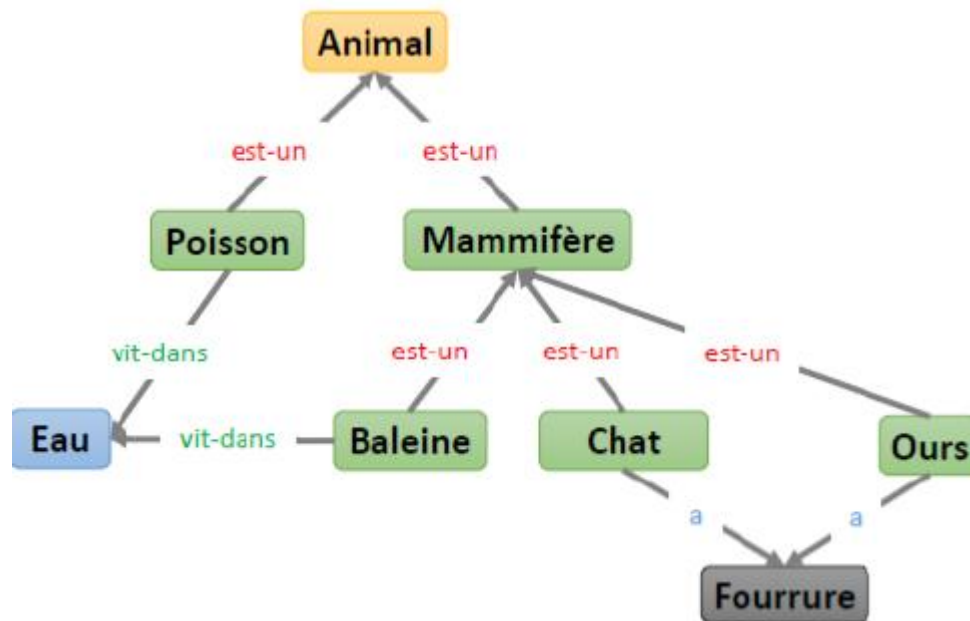 Animal
est-un est-un
Poisson Mammifère
vit-dans est-un est-un est-un
Eau vit-dans Baleine Chat Ours
a a
Fourrure